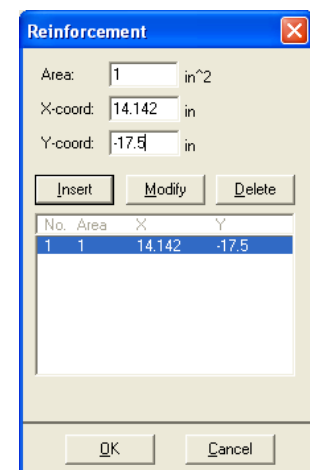 Reinforcement
Area: 1 in^2
X-coord: 14.142 in
Y-coord: -17.5 in
Insert Modify Delete
No. Area X Y
1 1 14.142 -17.5
OK Cancel